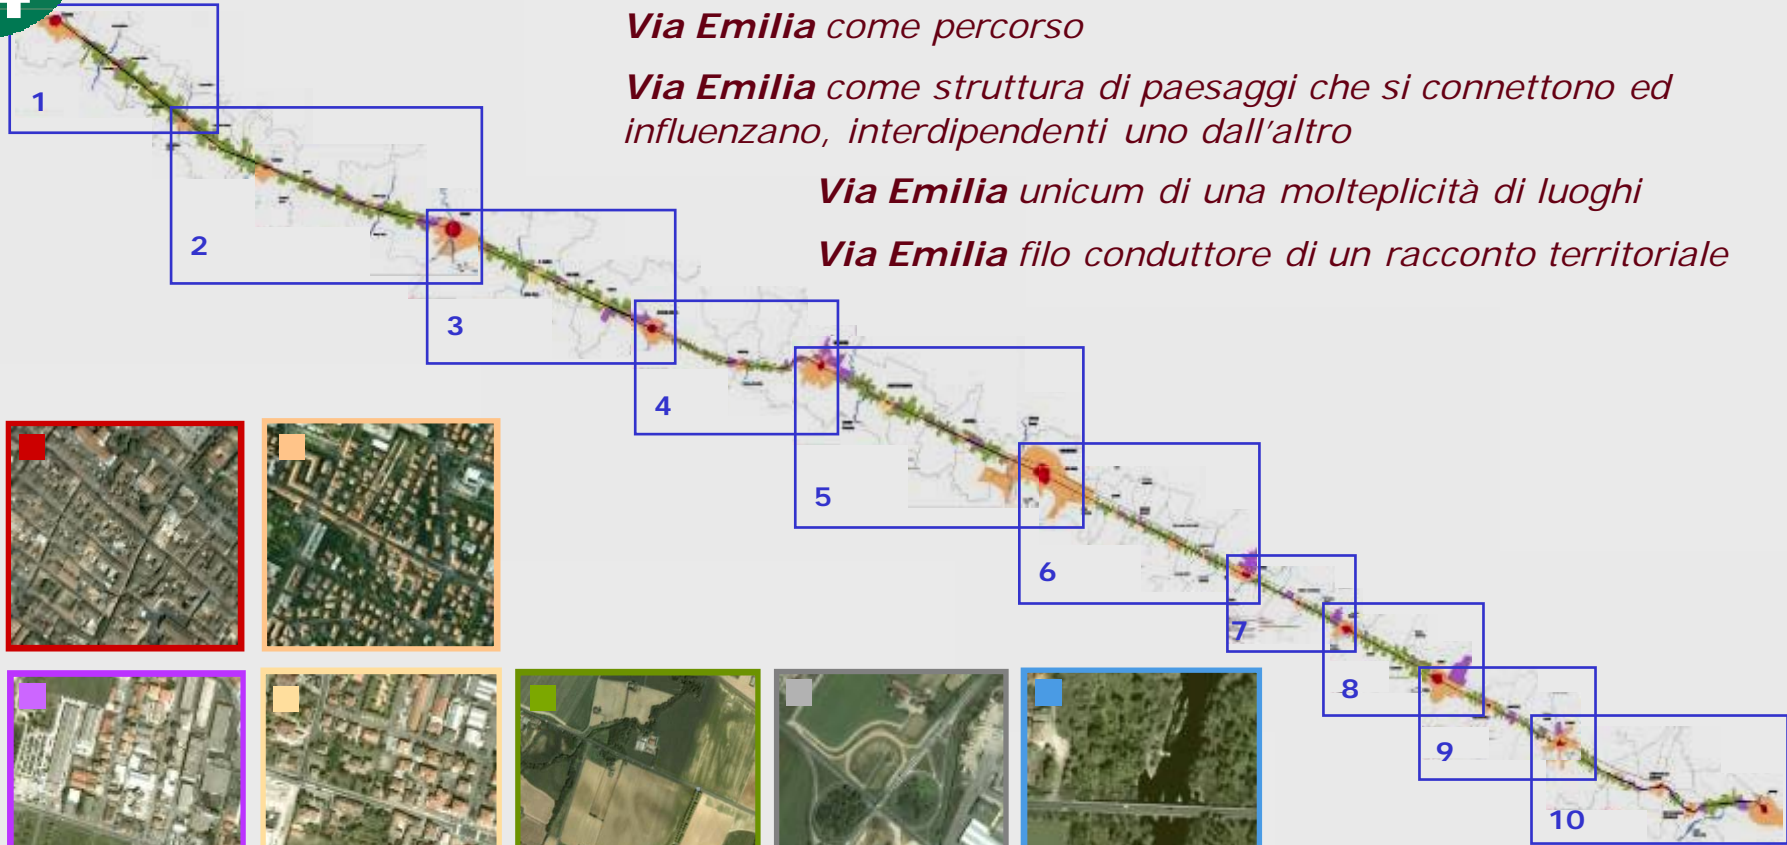 Via Emilia come percorso
Via Emilia come struttura di paesaggi che si connettono ed
influenzano, interdipendenti uno dall'altro
Via Emilia unicum di una molteplicità di luoghi
Via Emilia filo conduttore di un racconto territoriale
1
2
3
4
5
6
7
8
9
10